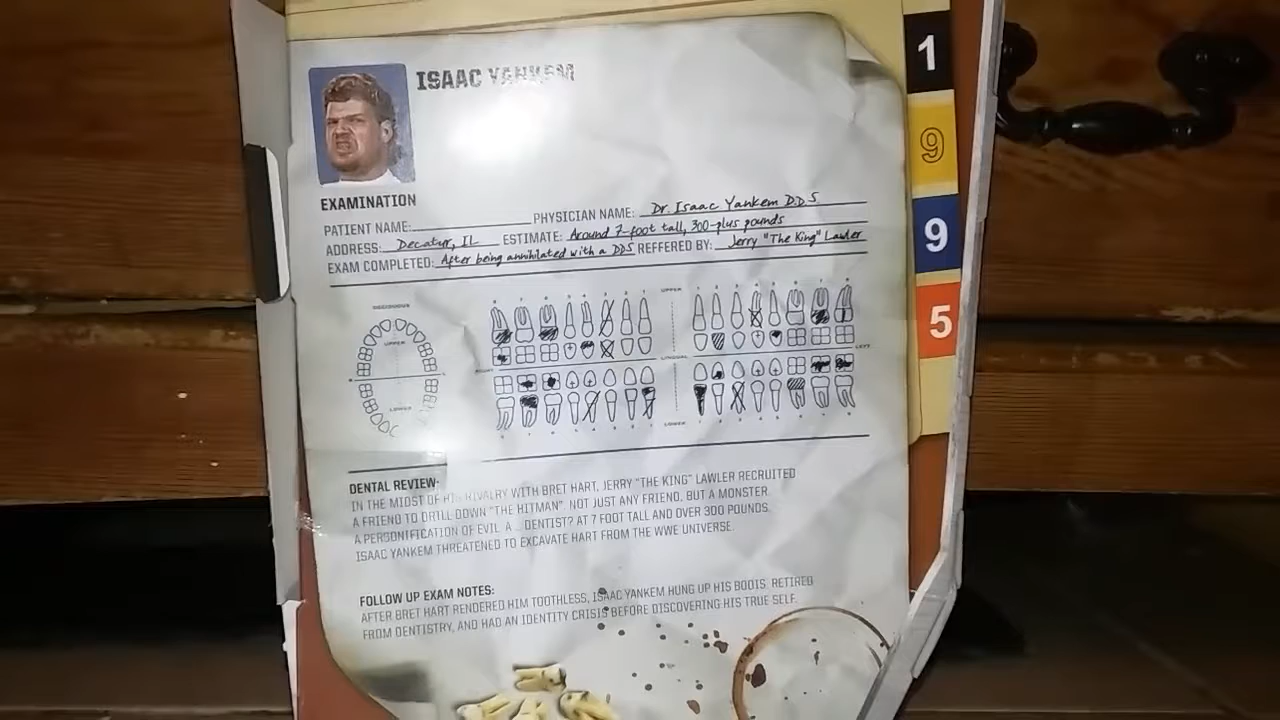 ISAAC YANKEM
EXAMINATION
PATIENT NAME: PHYSICIAN NAME: Dr. Isaac Yankem DDS
ADDRESS: Decatur, IL ESTIMATE: Around 7-foot tall, 300-plus pounds
EXAM COMPLETED: After being annihilated with a DDS REFFERED BY: Jerry "The King" Lawler
DECIDUOUS
UPPER
LOWER
UPPER
LINGUAL
LEFT
LOWER
DENTAL REVIEW:
IN THE MIDST OF HIS RIVALRY WITH BRET HART, JERRY "THE KING" LAWLER RECRUITED
A FRIEND TO DRILL DOWN "THE HITMAN". NOT JUST ANY FRIEND, BUT A MONSTER.
A PERSONIFICATION OF EVIL. A... DENTIST? AT 7 FOOT TALL AND OVER 300 POUNDS,
ISAAC YANKEM THREATENED TO EXCAVATE HART FROM THE WWE UNIVERSE.
FOLLOW UP EXAM NOTES:
AFTER BRET HART RENDERED HIM TOOTHLESS, ISAAC YANKEM HUNG UP HIS BOOTS, RETIRED
FROM DENTISTRY, AND HAD AN IDENTITY CRISIS BEFORE DISCOVERING HIS TRUE SELF.
1
9
9
5